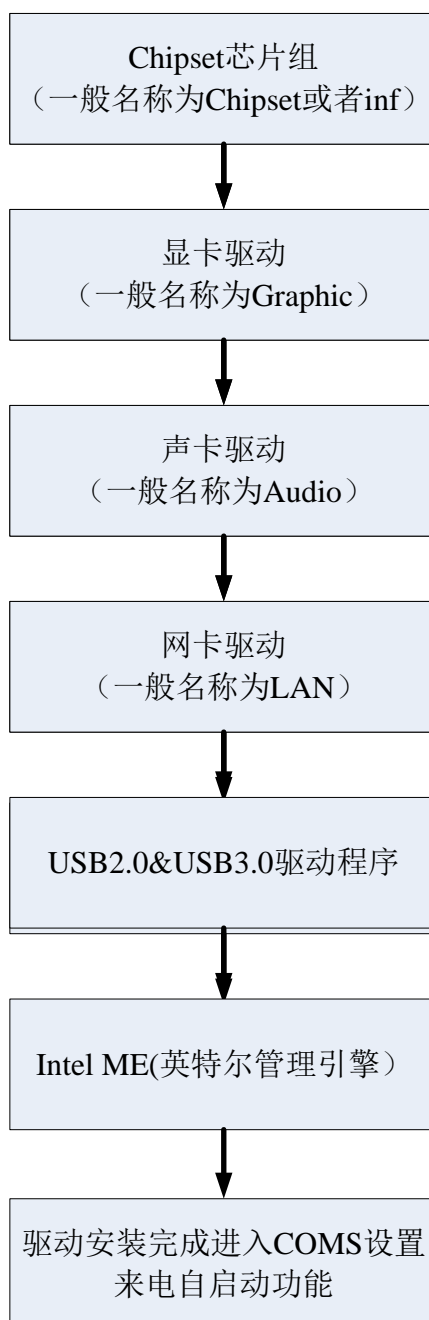 Chipset芯片组
（一般名称为Chipset或者inf）
显卡驱动
（一般名称为Graphic）
声卡驱动
（一般名称为Audio）
网卡驱动
（一般名称为LAN）
USB2.0&USB3.0驱动程序
Intel ME(英特尔管理引擎）
驱动安装完成进入COMS设置
来电自启动功能